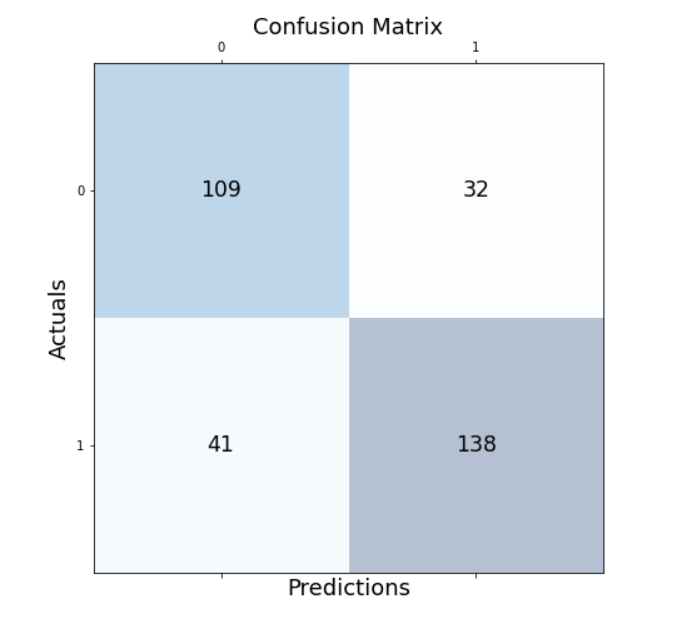 Confusion Matrix
0 1
0 109 32
Actuals
1 41 138
Predictions